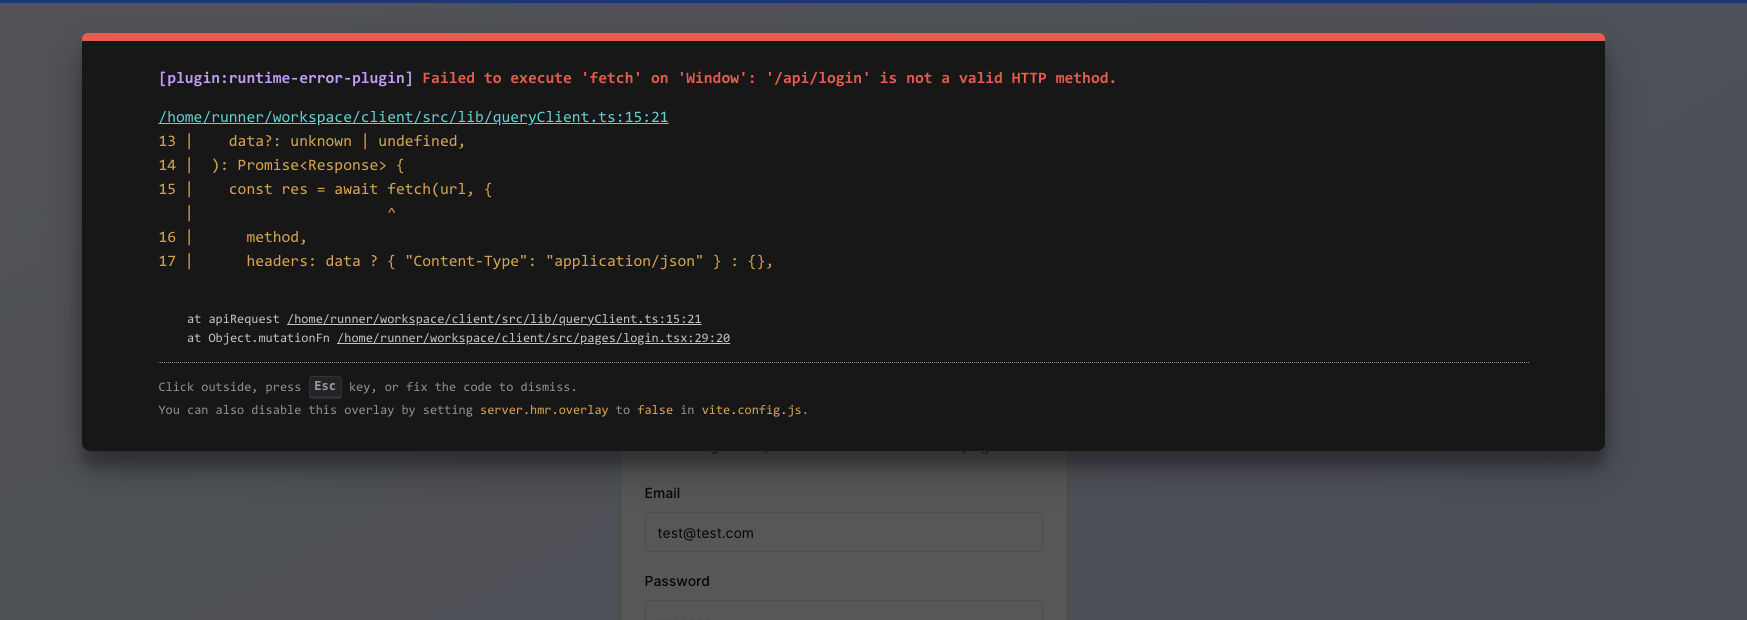 [plugin:runtime-error-plugin] Failed to execute 'fetch' on 'Window': '/api/login' is not a valid HTTP method.
/home/runner/workspace/client/src/lib/queryClient.ts:15:21
13 |    data?: unknown | undefined,
14 |  ): Promise<Response> {
15 |    const res = await fetch(url, {
   |                      ^
16 |      method,
17 |      headers: data ? { "Content-Type": "application/json" } : {},
at apiRequest /home/runner/workspace/client/src/lib/queryClient.ts:15:21
at Object.mutationFn /home/runner/workspace/client/src/pages/login.tsx:29:20
Click outside, press Esc key, or fix the code to dismiss.
You can also disable this overlay by setting server.hmr.overlay to false in vite.config.js.
Email
test@test.com
Password